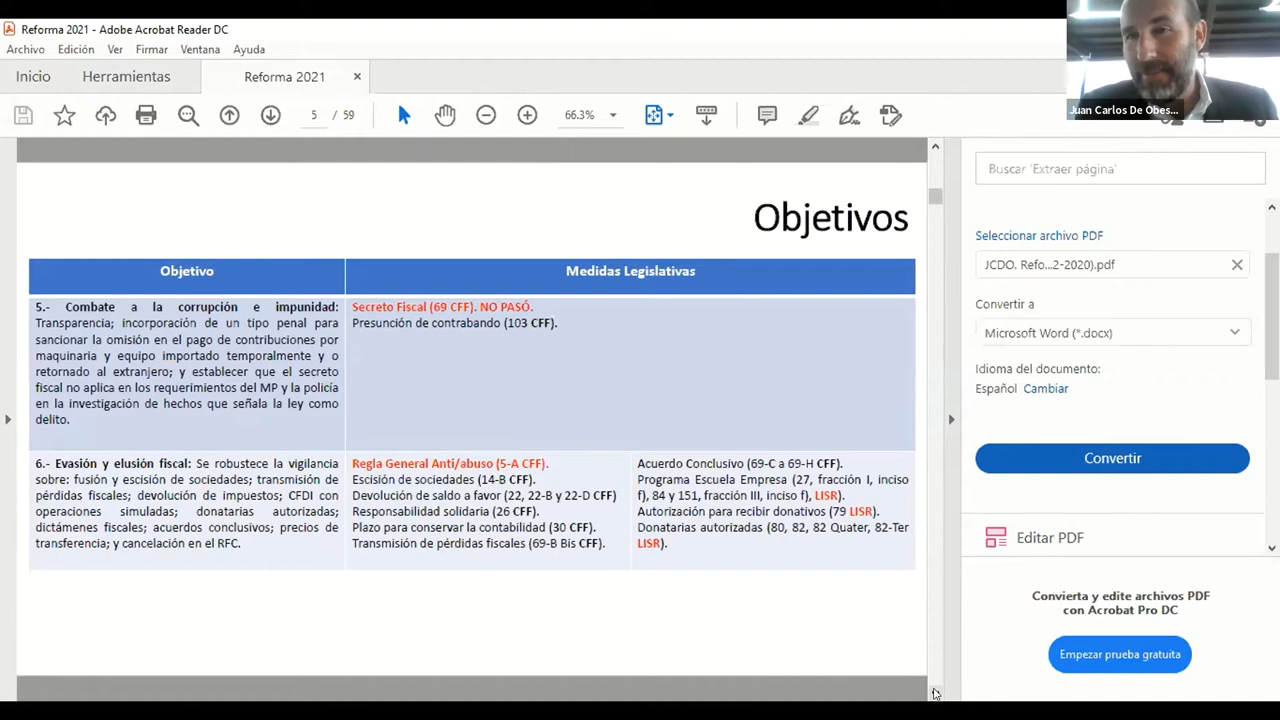 Reforma 2021 - Adobe Acrobat Reader DC
Archivo Edición Ver Firmar Ventana Ayuda
Inicio Herramientas Reforma 2021 ×
5 / 59 66.3%
Juan Carlos De Obes...
Objetivos
Objetivo Medidas Legislativas
5.- Combate a la corrupción e impunidad:
Transparencia; incorporación de un tipo penal para
sancionar la omisión en el pago de contribuciones por
maquinaria y equipo importado temporalmente y o
retornado al extranjero; y establecer que el secreto
fiscal no aplica en los requerimientos del MP y la policía
en la investigación de hechos que señala la ley como
delito.
Secreto Fiscal (69 CFF). NO PASÓ.
Presunción de contrabando (103 CFF).
6.- Evasión y elusión fiscal: Se robustece la vigilancia
sobre: fusión y escisión de sociedades; transmisión de
pérdidas fiscales; devolución de impuestos; CFDI con
operaciones simuladas; donatarias autorizadas;
dictámenes fiscales; acuerdos conclusivos; precios de
transferencia; y cancelación en el RFC.
Regla General Anti/abuso (5-A CFF).
Escisión de sociedades (14-B CFF).
Devolución de saldo a favor (22, 22-B y 22-D CFF)
Responsabilidad solidaria (26 CFF).
Plazo para conservar la contabilidad (30 CFF).
Transmisión de pérdidas fiscales (69-B Bis CFF).
Acuerdo Conclusivo (69-C a 69-H CFF).
Programa Escuela Empresa (27, fracción I, inciso
f), 84 y 151, fracción III, inciso f), LISR).
Autorización para recibir donativos (79 LISR).
Donatarias autorizadas (80, 82, 82 Quater, 82-Ter
LISR).
Buscar 'Extraer página'
Seleccionar archivo PDF
JCDO. Refo...2-2020).pdf ×
Convertir a
Microsoft Word (*.docx)
Idioma del documento:
Español Cambiar
Convertir
Editar PDF
Convierta y edite archivos PDF
con Acrobat Pro DC
Empezar prueba gratuita